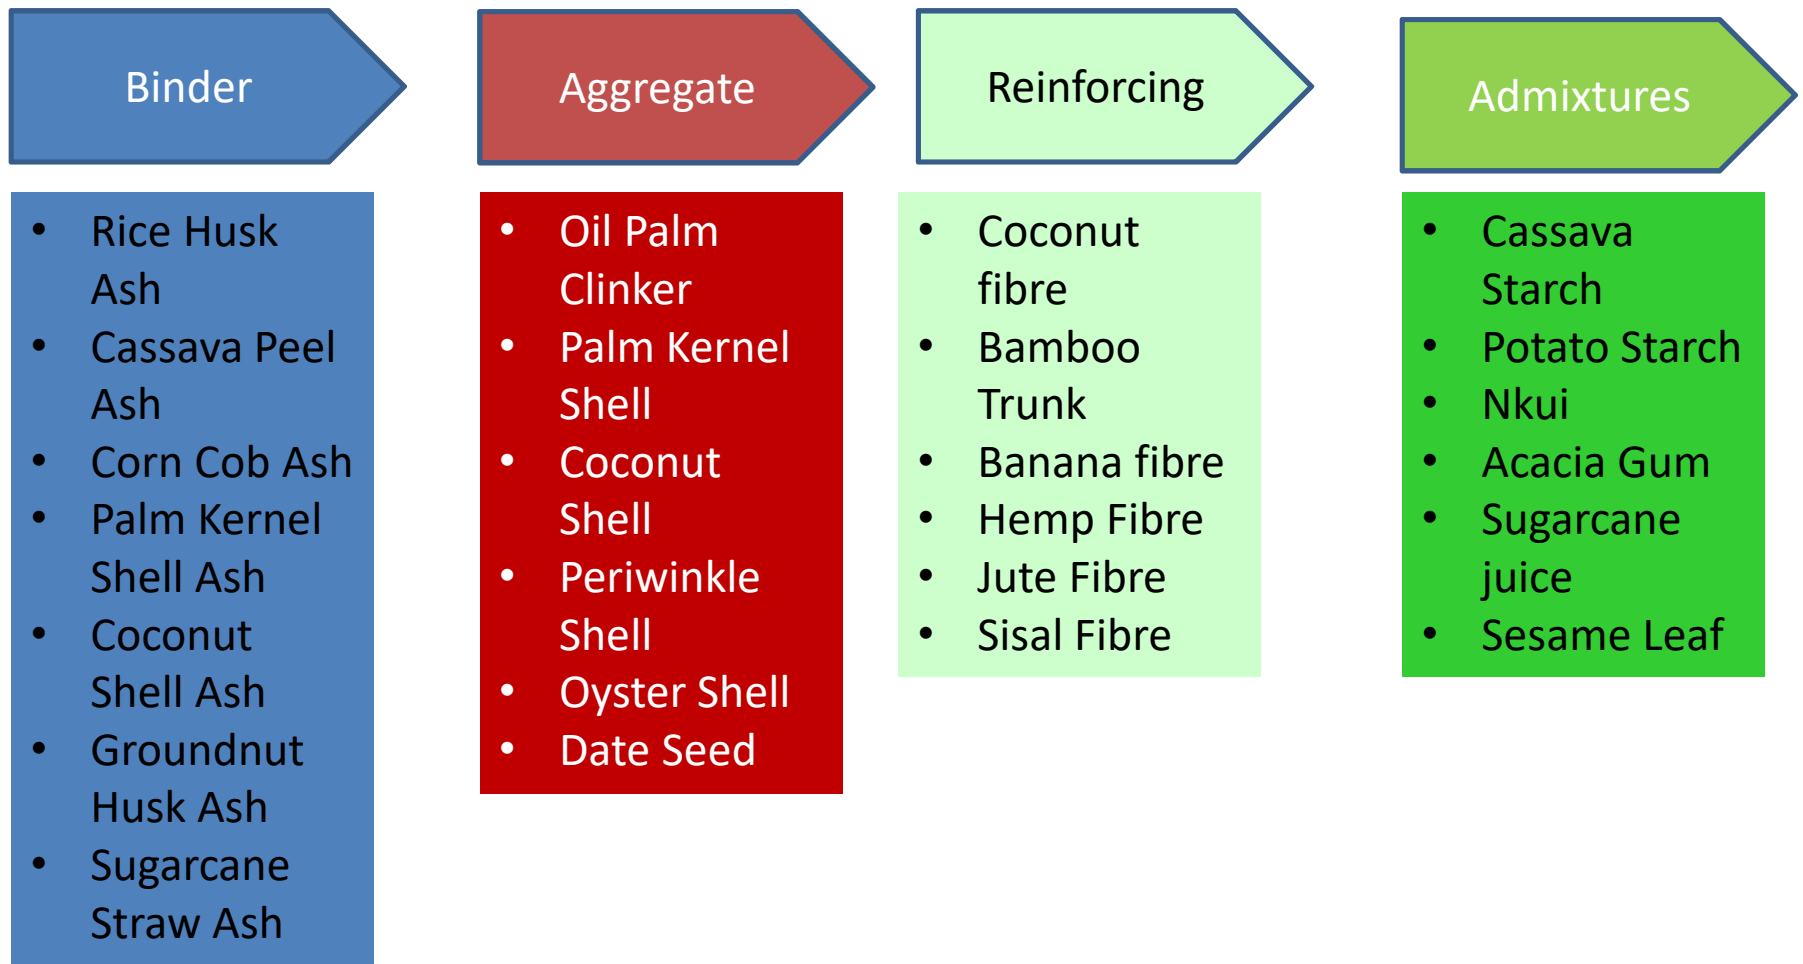 Binder
Aggregate
Reinforcing
Admixtures
• Rice Husk
Ash
• Cassava Peel
Ash
• Corn Cob Ash
• Palm Kernel
Shell Ash
• Coconut
Shell Ash
• Groundnut
Husk Ash
• Sugarcane
Straw Ash
• Oil Palm
Clinker
• Palm Kernel
Shell
• Coconut
Shell
• Periwinkle
Shell
• Oyster Shell
• Date Seed
• Coconut
fibre
• Bamboo
Trunk
• Banana fibre
• Hemp Fibre
• Jute Fibre
• Sisal Fibre
• Cassava
Starch
• Potato Starch
• Nkui
• Acacia Gum
• Sugarcane
juice
• Sesame Leaf